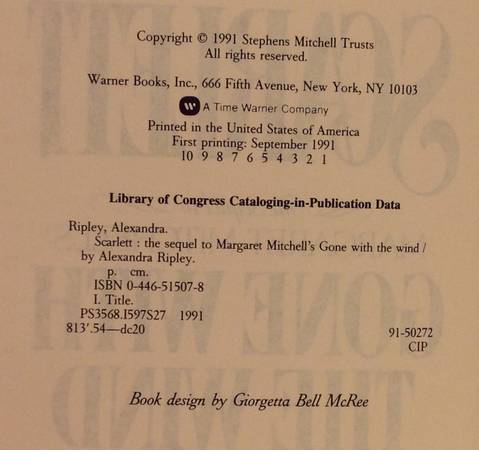 Copyright © 1991 Stephens Mitchell Trusts
All rights reserved.
Warner Books, Inc., 666 Fifth Avenue, New York, NY 10103
W A Time Warner Company
Printed in the United States of America
First printing: September 1991
10 9 8 7 6 5 4 3 2 1
Library of Congress Cataloging-in-Publication Data
Ripley, Alexandra.
Scarlett : the sequel to Margaret Mitchell's Gone with the wind /
by Alexandra Ripley.
p. cm.
ISBN 0-446-51507-8
I. Title.
PS3568.I597S27 1991
813'.54—dc20 91-50272
CIP
Book design by Giorgetta Bell McRee